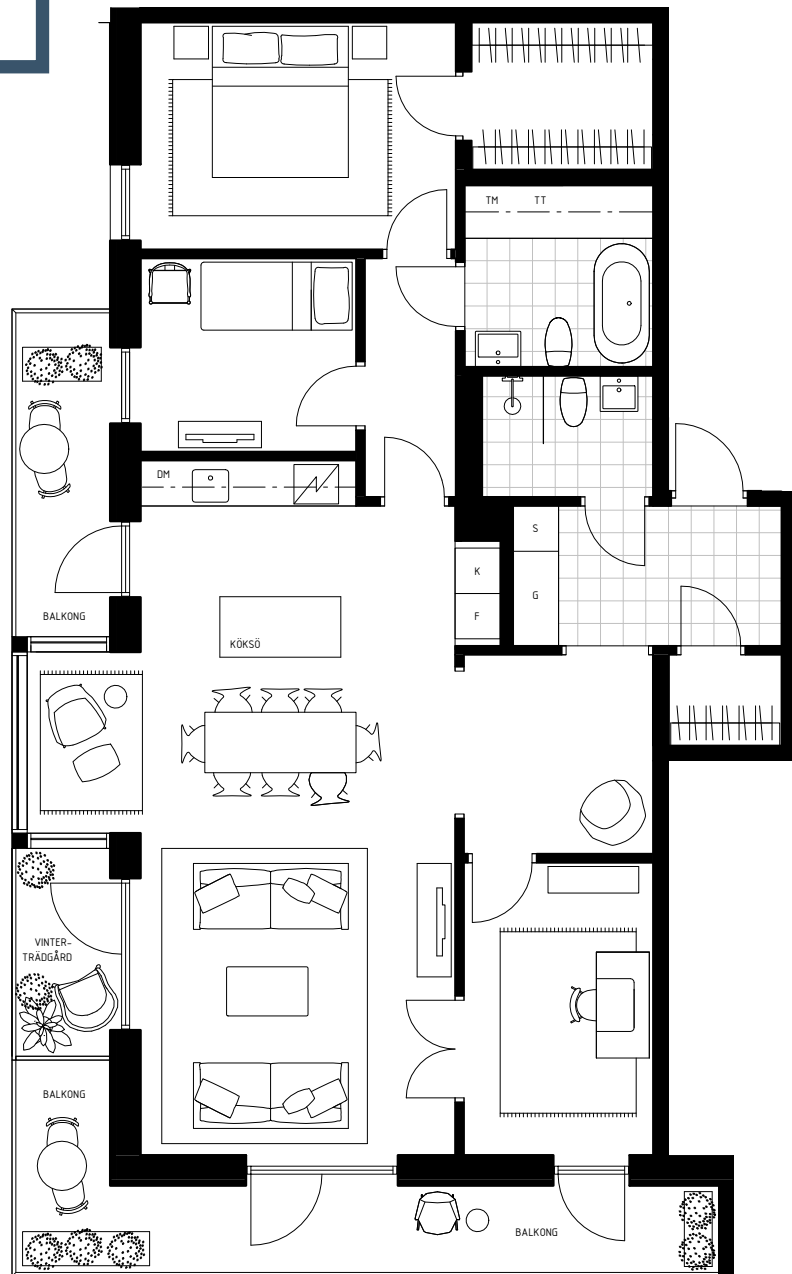 TM TT
DM
S
K
G
F
BALKONG
KÖKSÖ
VINTER-
TRÄDGÅRD
BALKONG
BALKONG